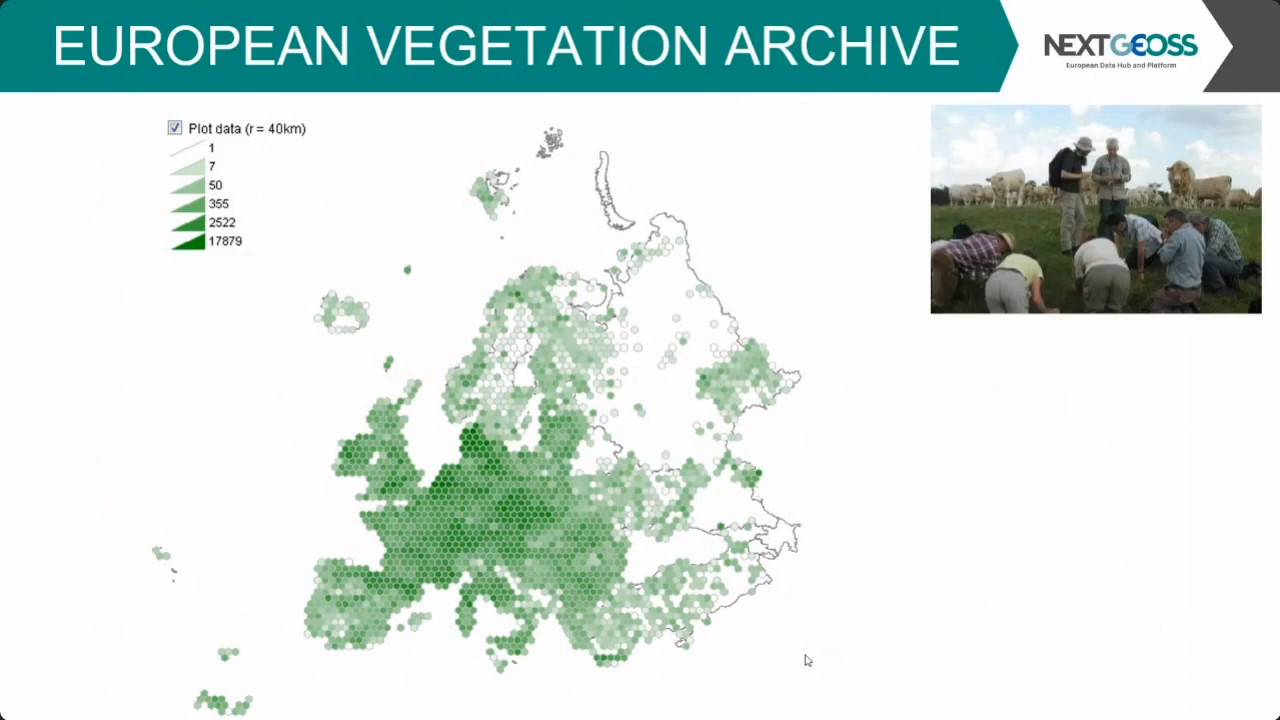 EUROPEAN VEGETATION ARCHIVE
NEXTGEOSS
European Data Hub and Platform
Plot data (r = 40km)
1
7
50
355
2522
17879